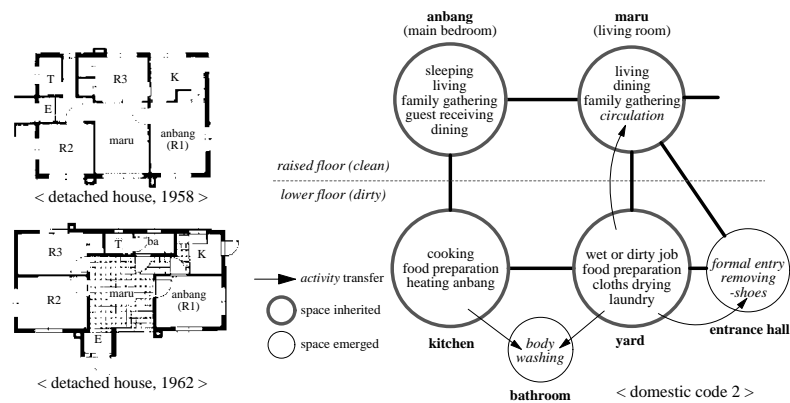 T
R3
K
E
R2
maru
anbang
(R1)
< detached house, 1958 >
R3
T
ba
K
R2
maru
anbang
(R1)
E
< detached house, 1962 >
activity transfer
space inherited
space emerged
anbang
(main bedroom)
maru
(living room)
sleeping
living
family gathering
guest receiving
dining
living
dining
family gathering
circulation
raised floor (clean)
lower floor (dirty)
cooking
food preparation
heating anbang
wet or dirty job
food preparation
cloths drying
laundry
formal entry
removing
-shoes
entrance hall
kitchen
body
washing
yard
bathroom
< domestic code 2 >